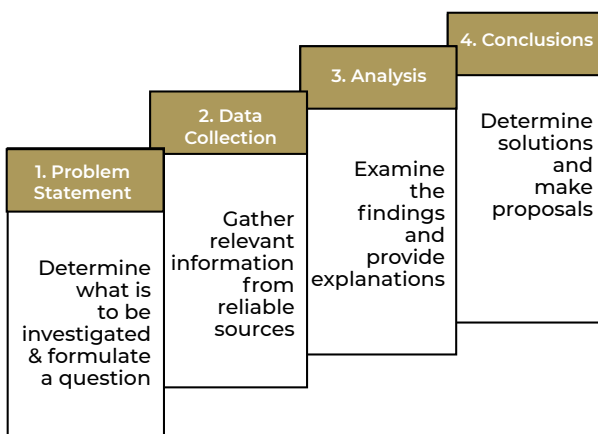 1. Problem
Statement
Determine
what is
to be
investigated
& formulate
a question
2. Data
Collection
Gather
relevant
information
from
reliable
sources
3. Analysis
Examine
the
findings
and
provide
explanations
4. Conclusions
Determine
solutions
and
make
proposals